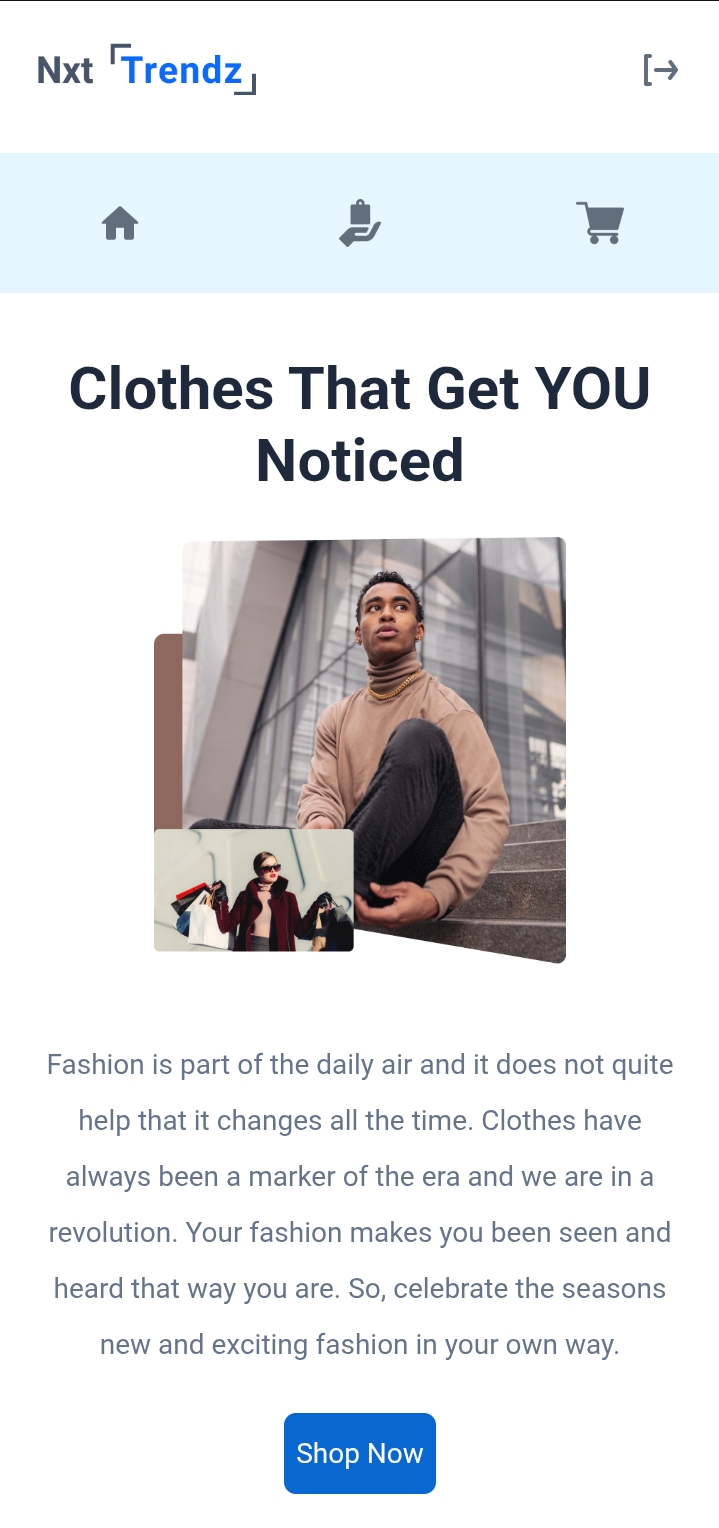 Nxt Trendz
Clothes That Get YOU
Noticed
Fashion is part of the daily air and it does not quite
help that it changes all the time. Clothes have
always been a marker of the era and we are in a
revolution. Your fashion makes you been seen and
heard that way you are. So, celebrate the seasons
new and exciting fashion in your own way.
Shop Now